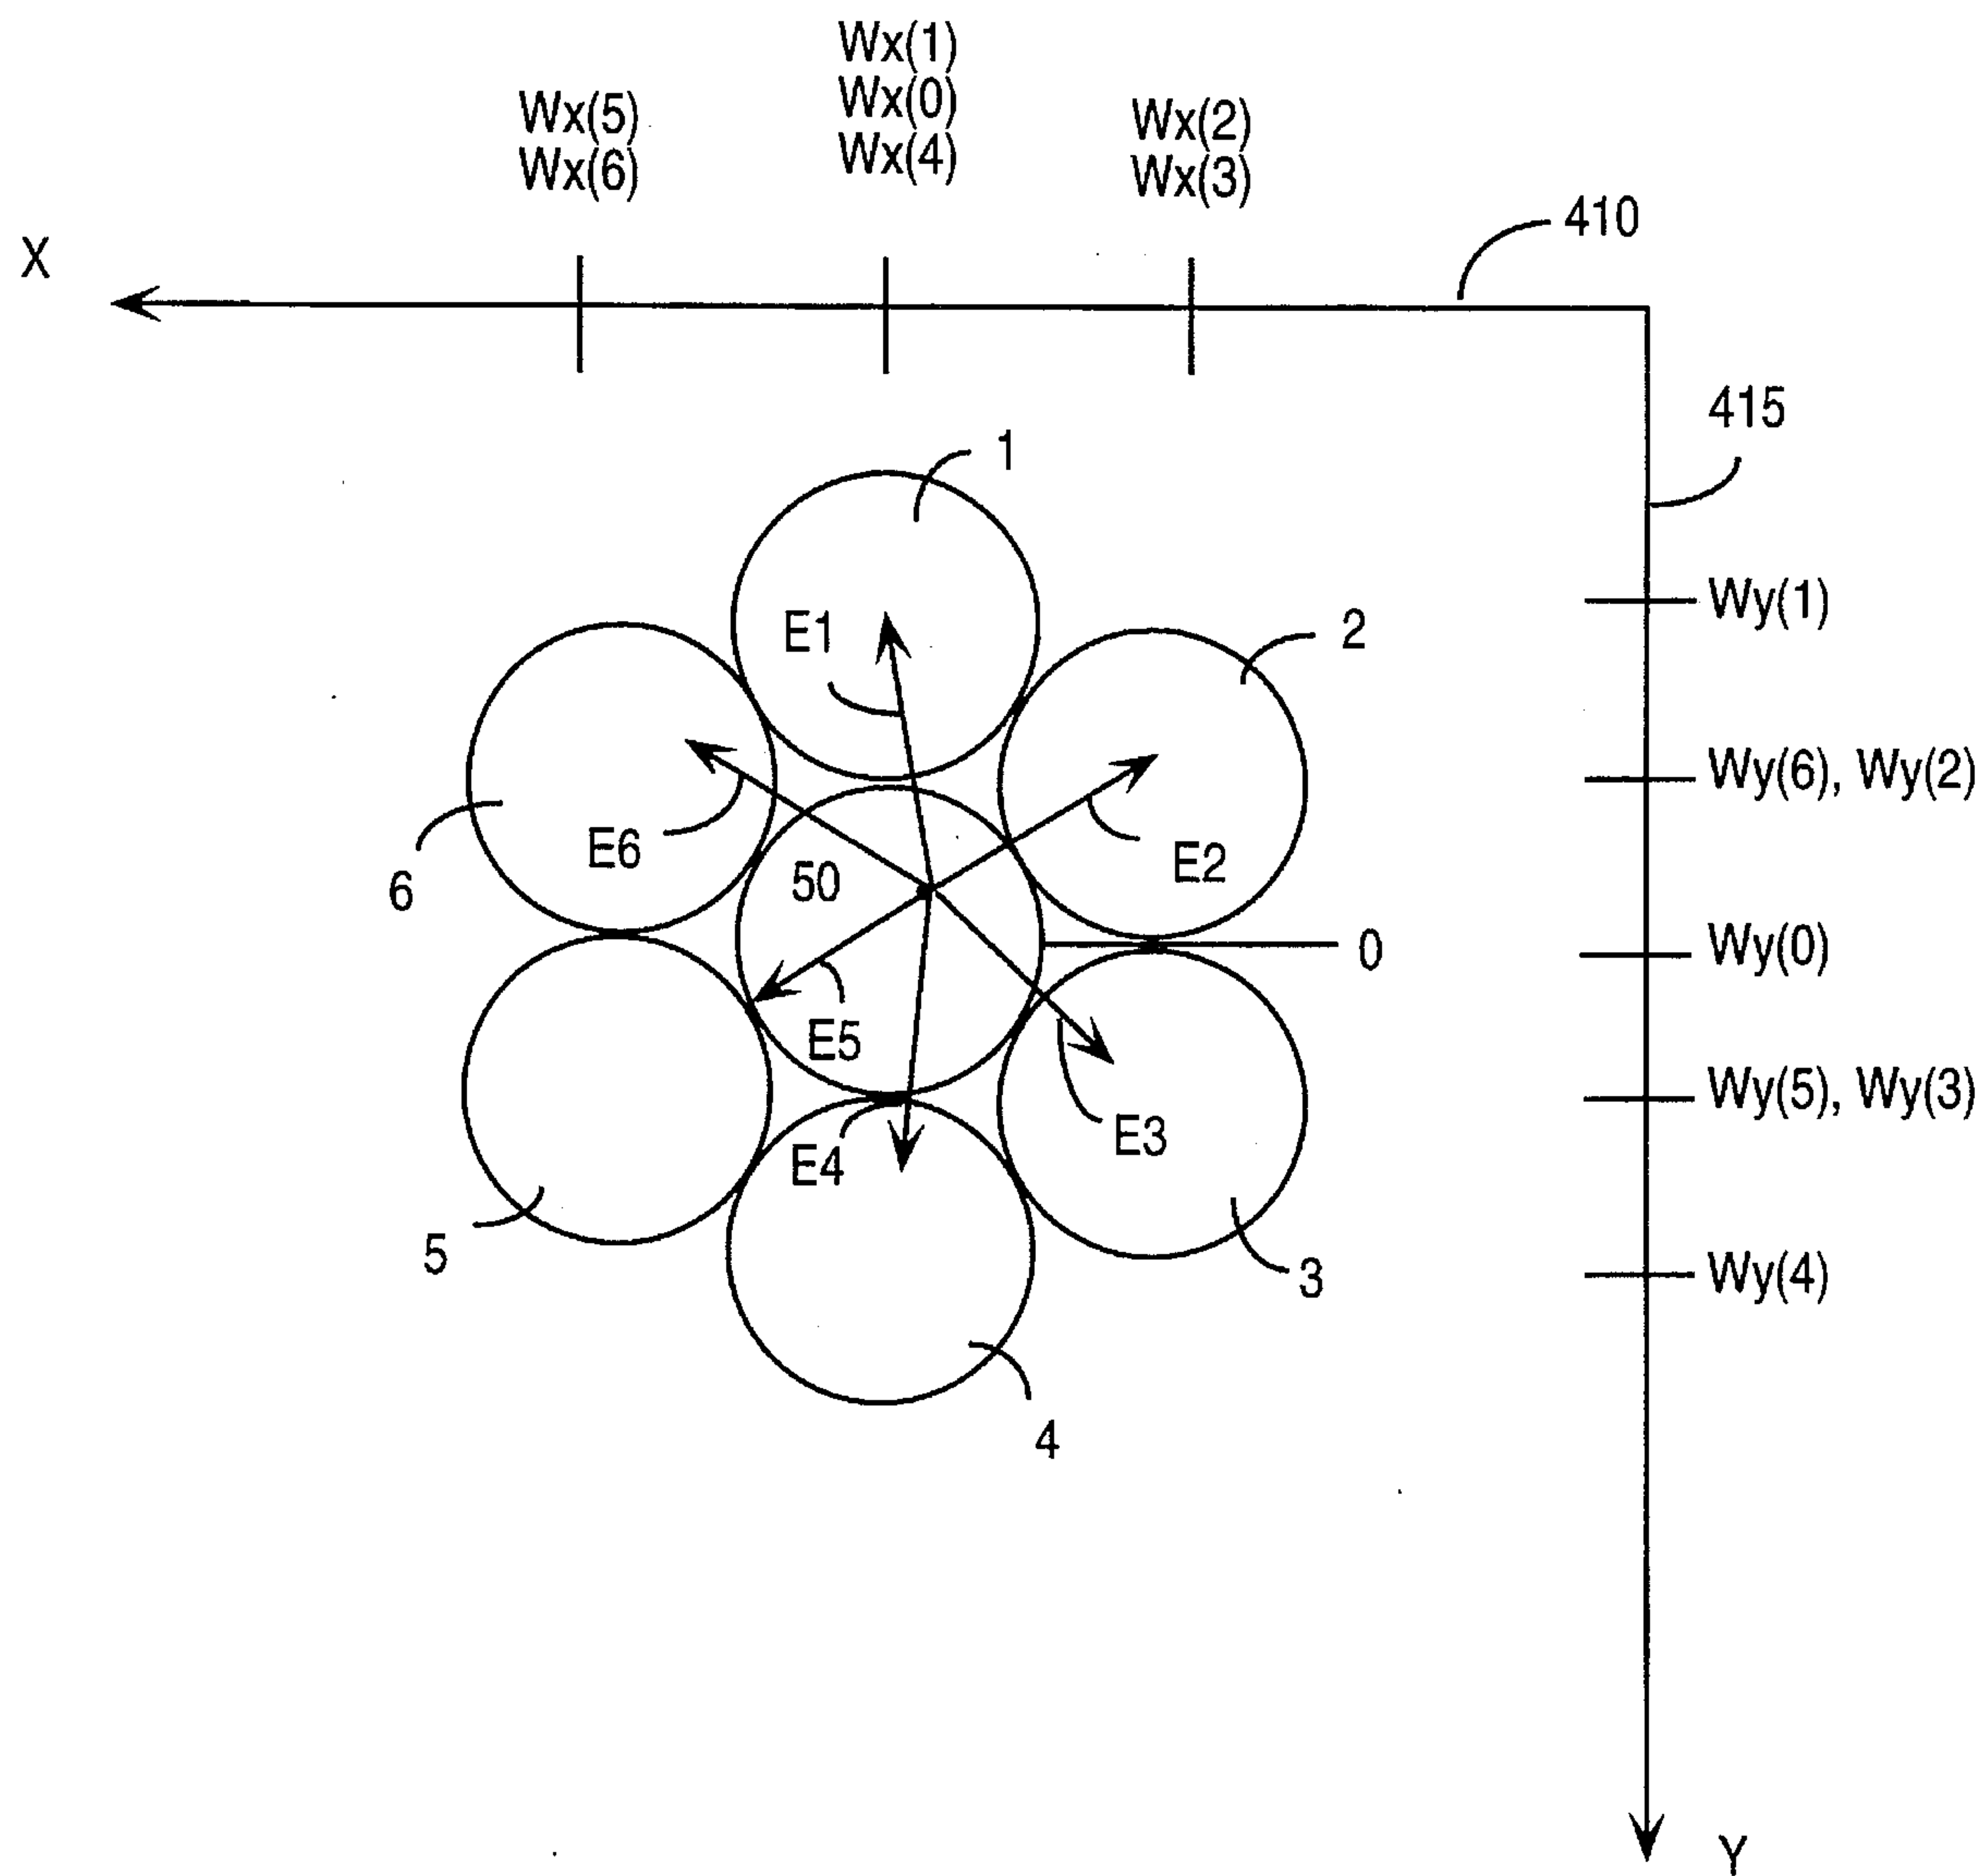 Wx(1)
Wx(5) Wx(0) Wx(2)
Wx(6) Wx(4) Wx(3)
410
X
415
1
Wy(1)
E1
2
Wy(6), Wy(2)
E6
E2
50
6
0
Wy(0)
E5
Wy(5), Wy(3)
E3
E4
5
3
Wy(4)
4
Y